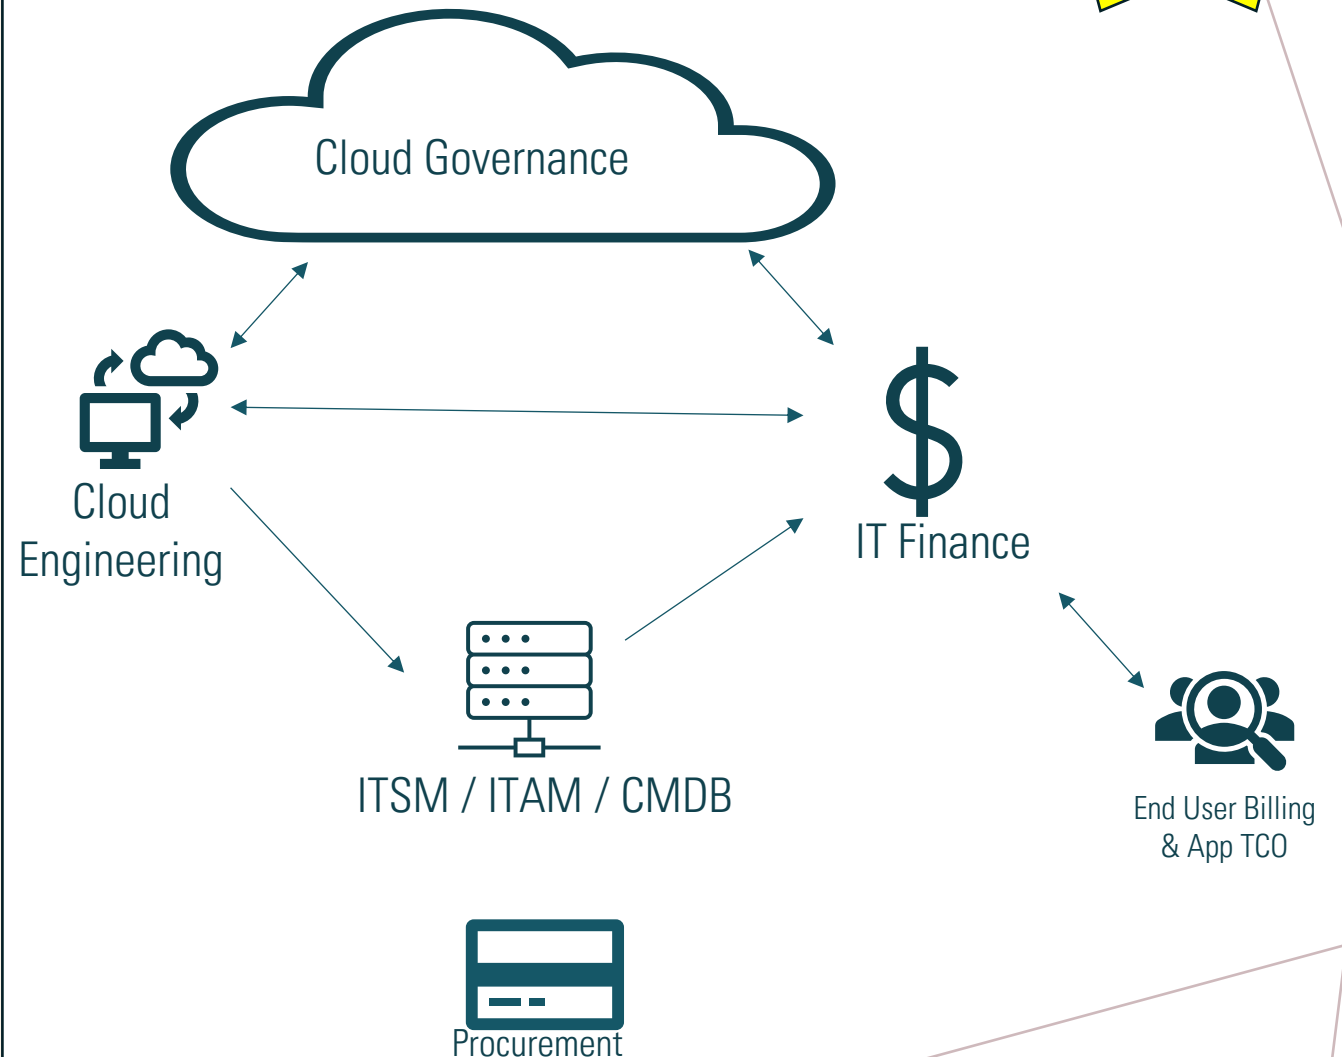 Cloud Governance
Cloud
Engineering
IT Finance
ITSM / ITAM / CMDB
End User Billing
& App TCO
Procurement